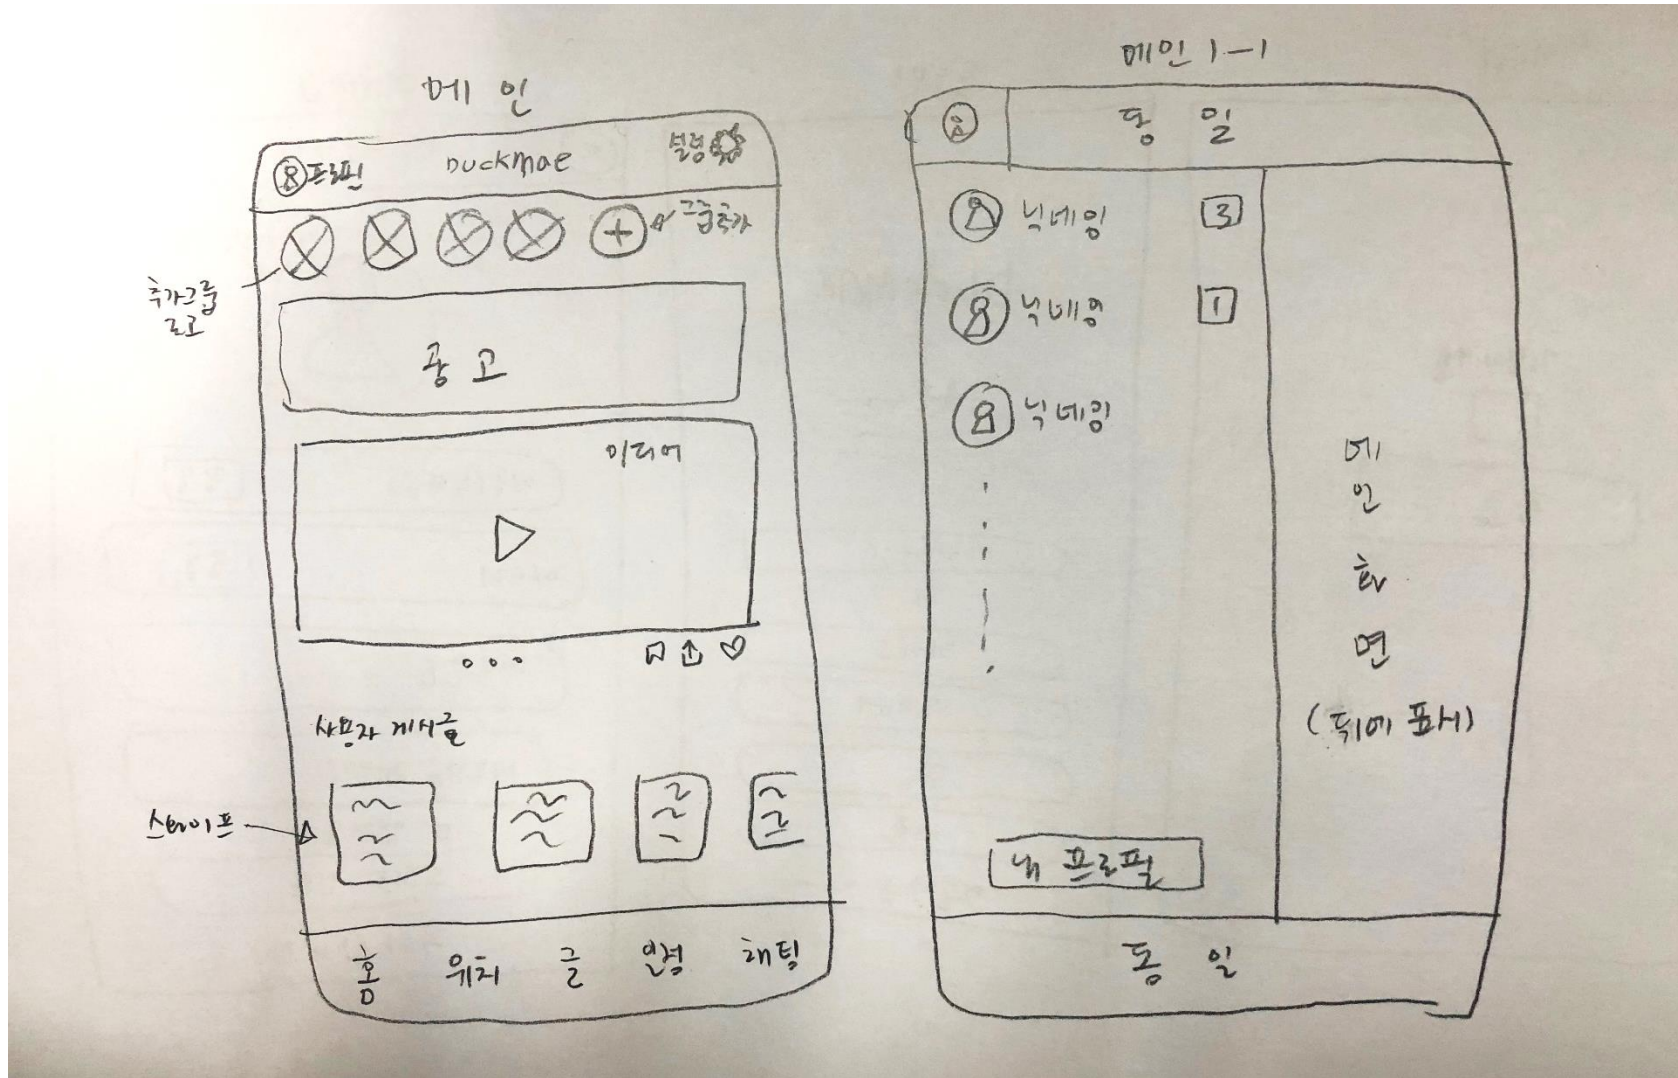 메인
프로필 DUCKMAE 설정
그룹추가
추가그룹
로고
광고
미디어
사용자 게시글
스와이프
홈 위치 글 일정 채팅
메인 1-1
동일
닉네임 3
닉네임 1
닉네임
메
인
화
면
(뒤에 표시)
내 프로필
동일